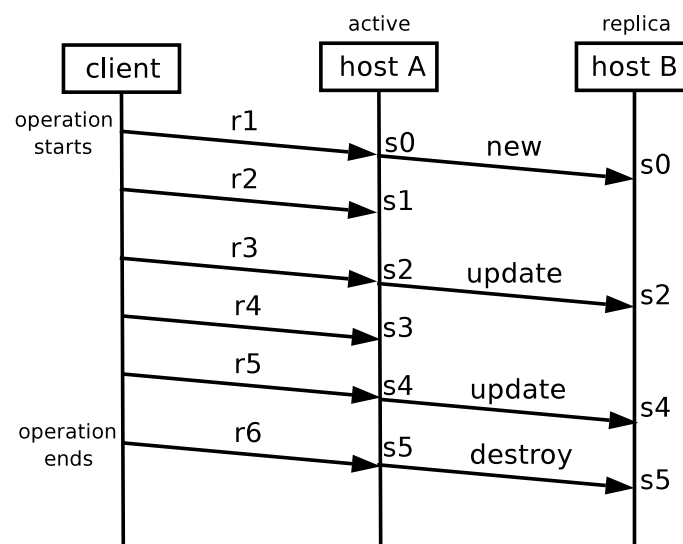 active
replica
client
host A
host B
operation
starts
r1
s0
new
s0
r2
s1
r3
s2
update
s2
r4
s3
r5
s4
update
s4
operation
ends
r6
s5
destroy
s5